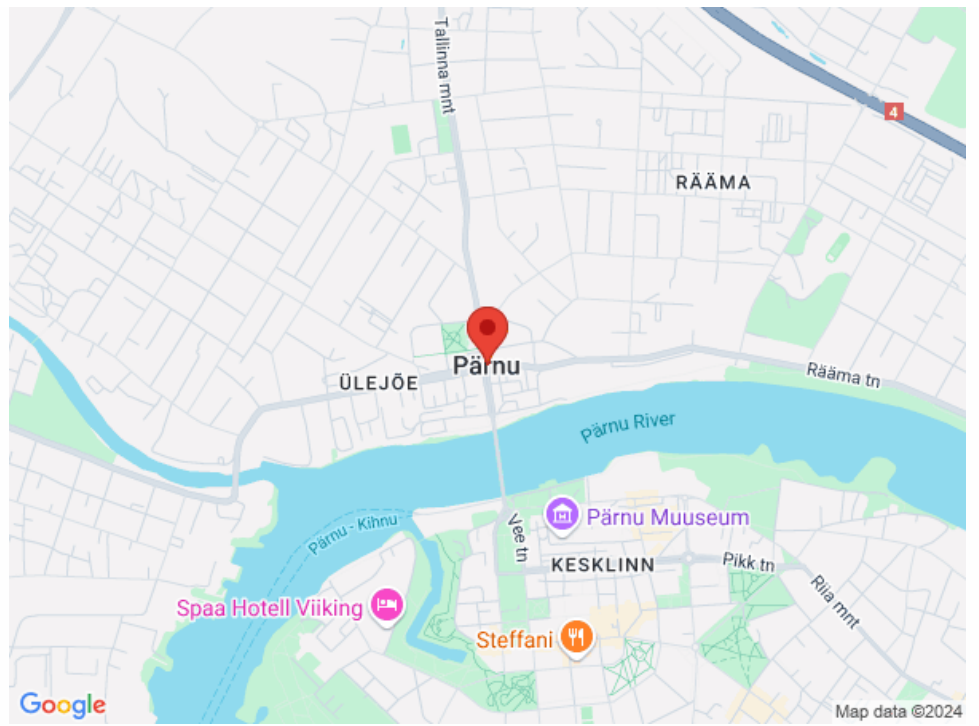 Tallinna mnt
4
RÄÄMA
Pärnu
ÜLEJÕE
Rääma tn
Pärnu River
Pärnu - Kihnu
Pärnu Muuseum
Vee tn
KESKLINN
Pikk tn
Riia mnt
Spaa Hotell Viiking
Steffani
Google
Map data ©2024